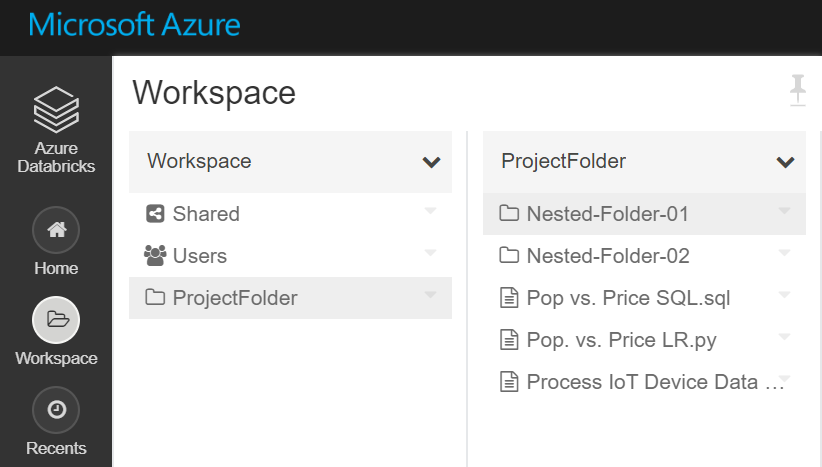 Microsoft Azure
Azure
Databricks
Home
Workspace
Recents
Workspace
Workspace
Shared
Users
ProjectFolder
ProjectFolder
Nested-Folder-01
Nested-Folder-02
Pop vs. Price SQL.sql
Pop. vs. Price LR.py
Process IoT Device Data ...